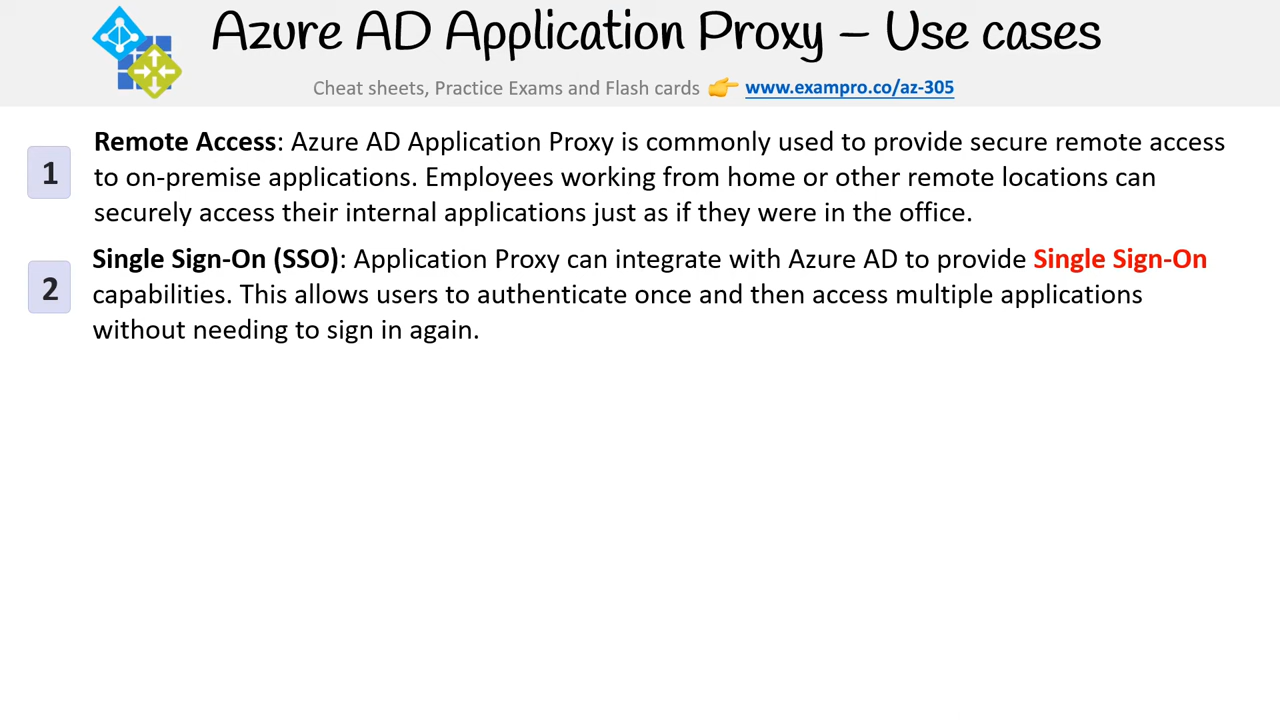 Azure AD Application Proxy – Use cases
Cheat sheets, Practice Exams and Flash cards 👉 www.exampro.co/az-305
1
Remote Access: Azure AD Application Proxy is commonly used to provide secure remote access
to on-premise applications. Employees working from home or other remote locations can
securely access their internal applications just as if they were in the office.
2
Single Sign-On (SSO): Application Proxy can integrate with Azure AD to provide Single Sign-On
capabilities. This allows users to authenticate once and then access multiple applications
without needing to sign in again.